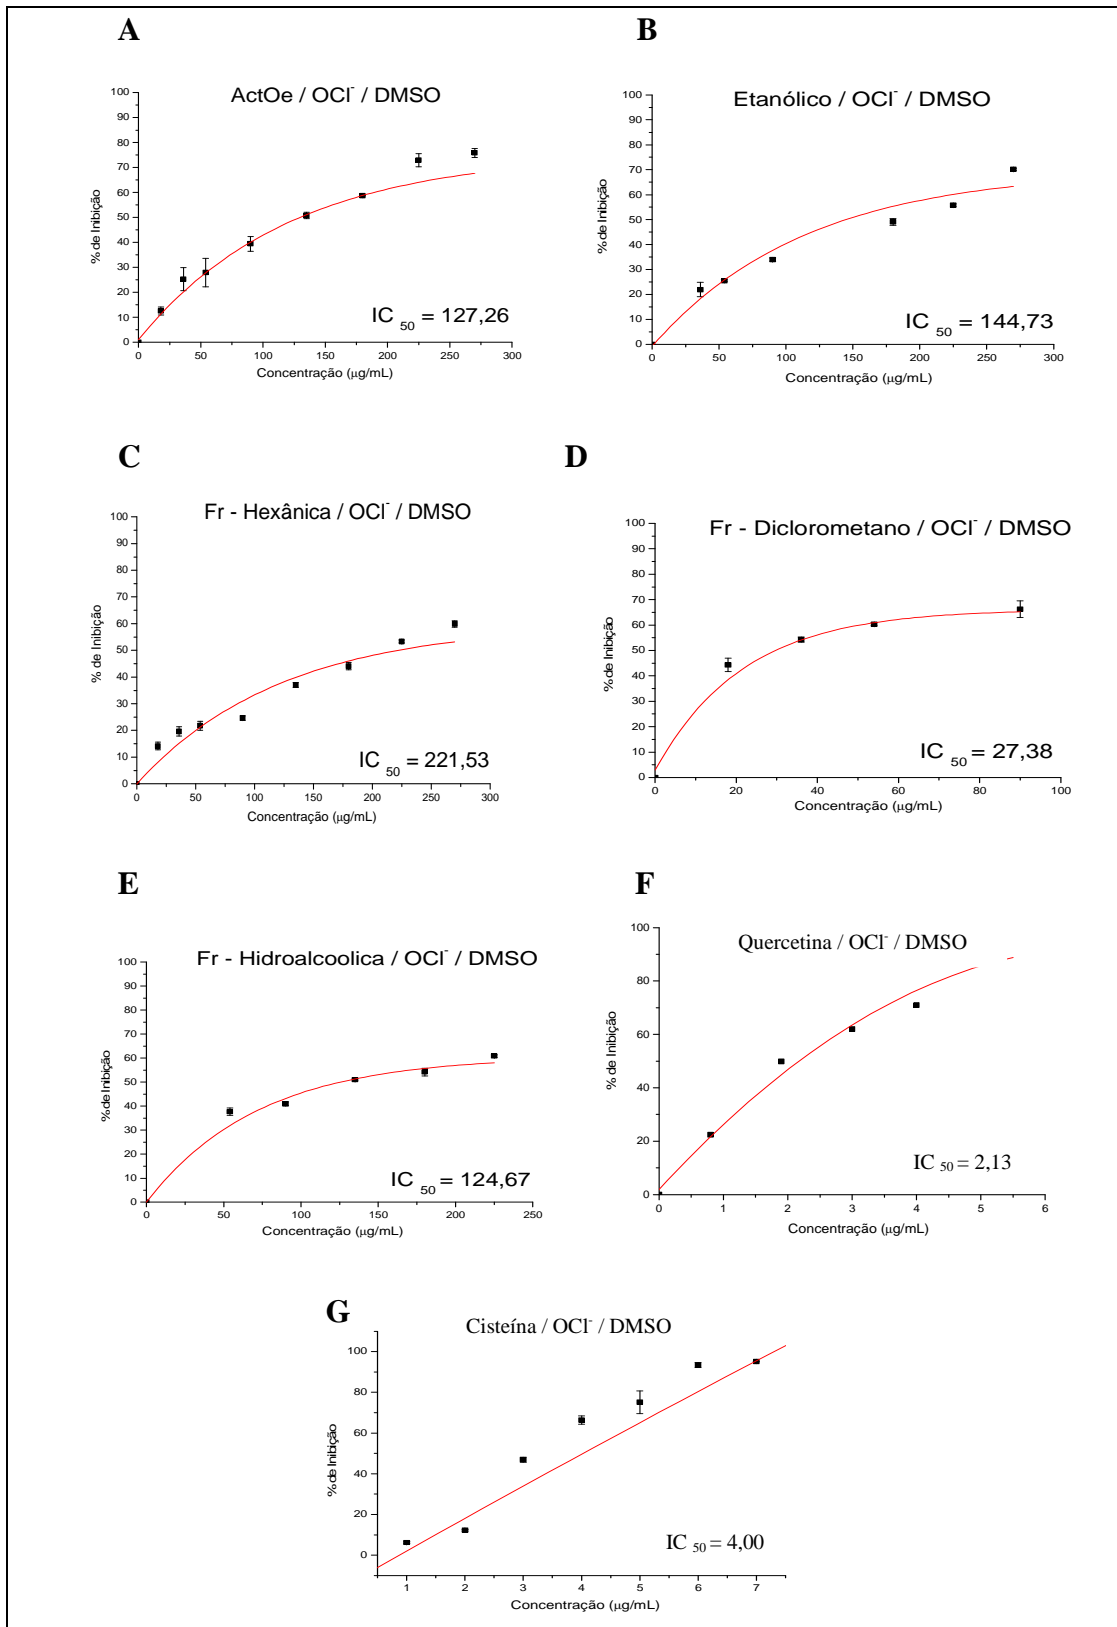 A
ActOe / OCl⁻ / DMSO
100
90
80
70
60
50
40
30
20
10
0
% de Inibição
0 50 100 150 200 250 300
Concentração (μg/mL)
IC 50 = 127,26
B
Etanólico / OCl⁻ / DMSO
100
90
80
70
60
50
40
30
20
10
0
% de Inibição
0 50 100 150 200 250 300
Concentração (μg/mL)
IC 50 = 144,73
C
Fr - Hexânica / OCl⁻ / DMSO
100
90
80
70
60
50
40
30
20
10
0
% de Inibição
0 50 100 150 200 250 300
Concentração (μg/mL)
IC 50 = 221,53
D
Fr - Diclorometano / OCl⁻ / DMSO
100
90
80
70
60
50
40
30
20
10
0
% de Inibição
0 20 40 60 80 100
Concentração (μg/mL)
IC 50 = 27,38
E
Fr - Hidroalcoolica / OCl⁻ / DMSO
100
90
80
70
60
50
40
30
20
10
0
% de Inibição
0 50 100 150 200 250
Concentração (μg/mL)
IC 50 = 124,67
F
Quercetina / OCl⁻ / DMSO
100
80
60
40
20
0
% de Inibição
0 1 2 3 4 5 6
Concentração (μg/mL)
IC 50 = 2,13
G
Cisteína / OCl⁻ / DMSO
100
80
60
40
20
0
% de Inibição
1 2 3 4 5 6 7
Concentração (μg/mL)
IC 50 = 4,00